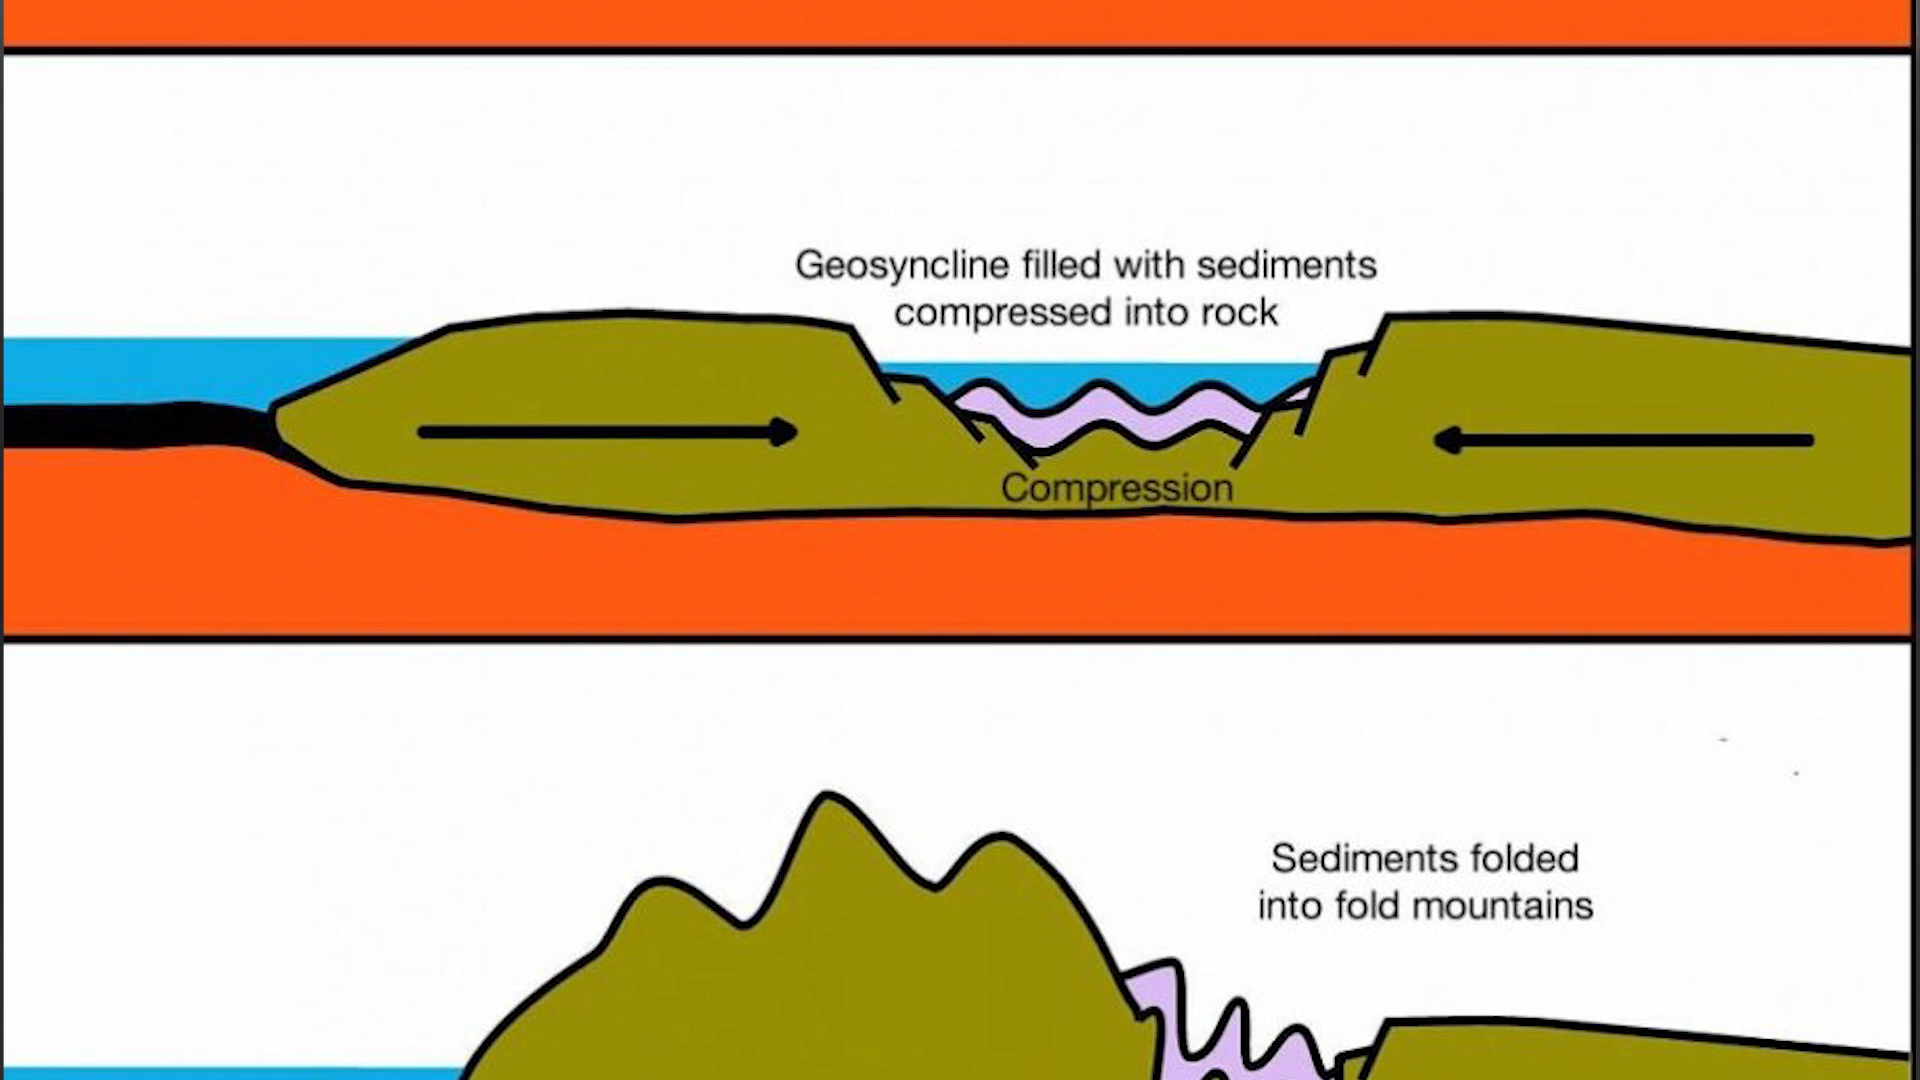 Geosyncline filled with sediments
compressed into rock
Compression
Sediments folded
into fold mountains